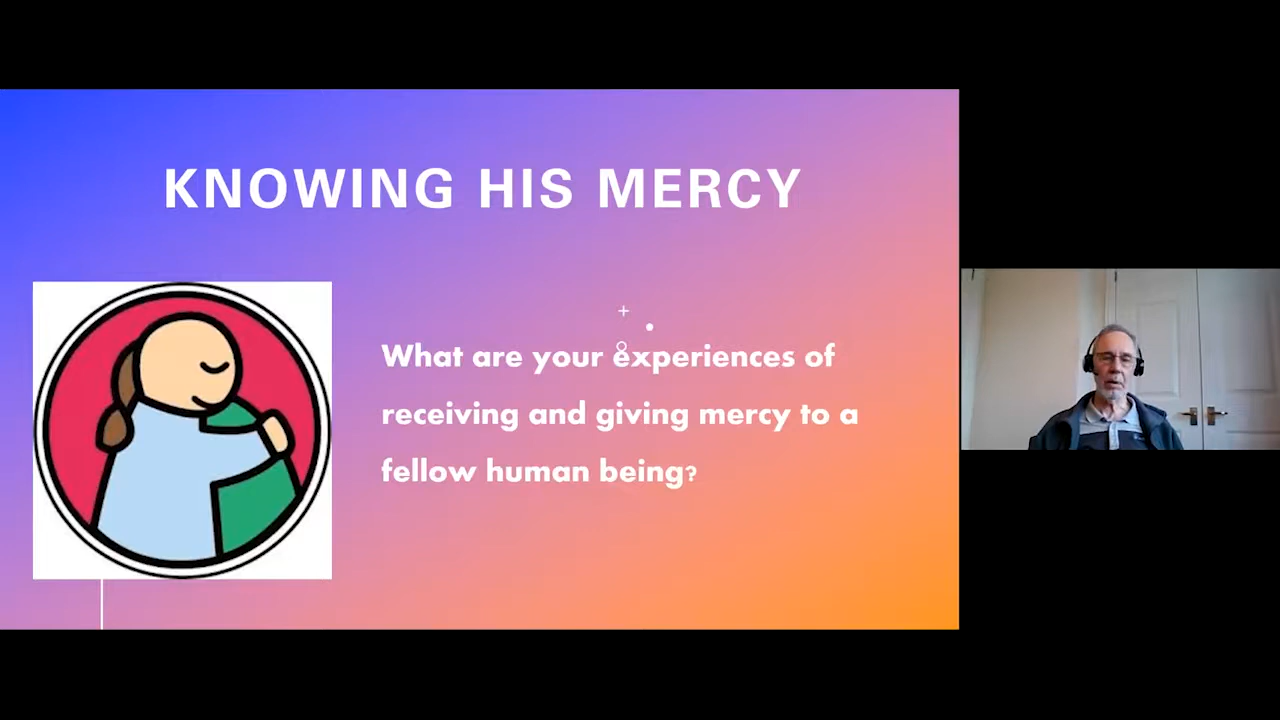 KNOWING HIS MERCY
What are your experiences of
receiving and giving mercy to a
fellow human being?